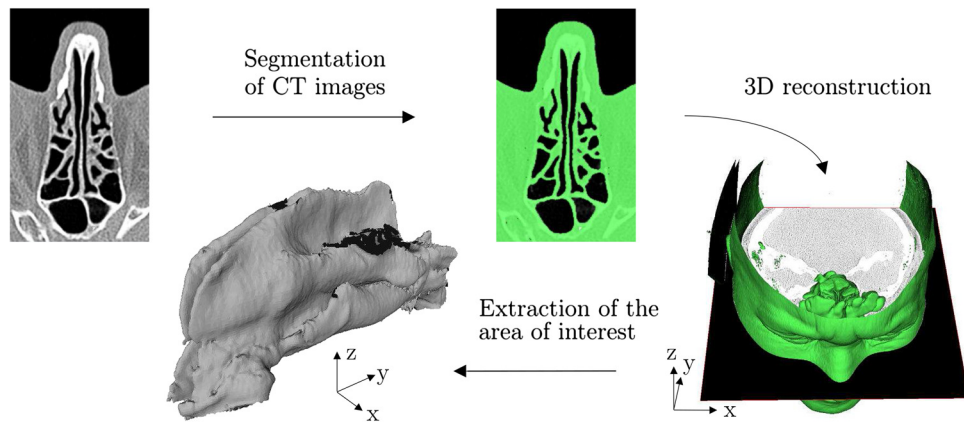 Segmentation
of CT images
3D reconstruction
Extraction of the
area of interest
z
y
x
z
y
x